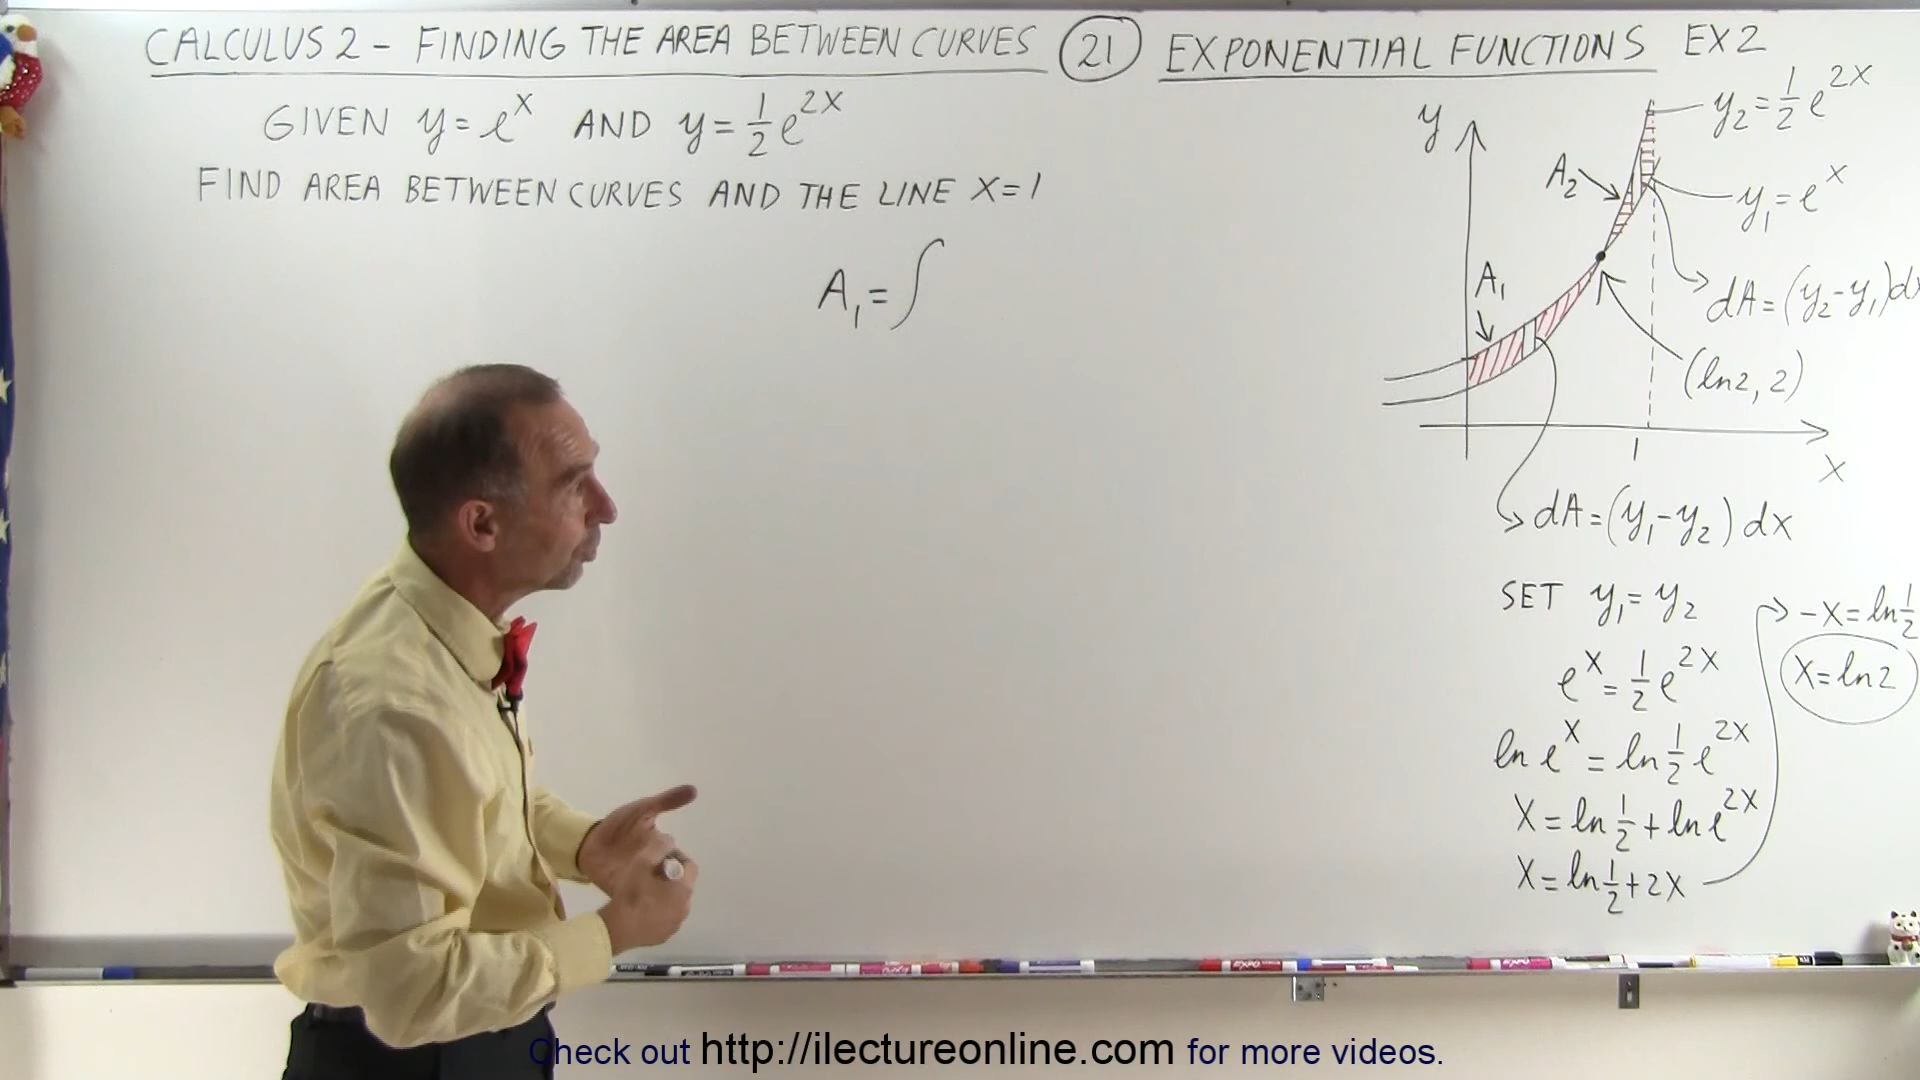 CALCULUS 2 - FINDING THE AREA BETWEEN CURVES (21) EXPONENTIAL FUNCTIONS EX 2
GIVEN y = e^x AND y = 1/2 e^2x
FIND AREA BETWEEN CURVES AND THE LINE X=1
A₁ = ∫
y
y₂ = 1/2 e^2x
A₂
y₁ = e^x
A₁
dA = (y₂ - y₁) dx
(ln2, 2)
1
X
dA = (y₁ - y₂) dx
SET y₁ = y₂
e^x = 1/2 e^2x
ln e^x = ln 1/2 e^2x
X = ln 1/2 + ln e^2x
X = ln 1/2 + 2X
-X = ln 1/2
X = ln2
Check out http://ilectureonline.com for more videos.